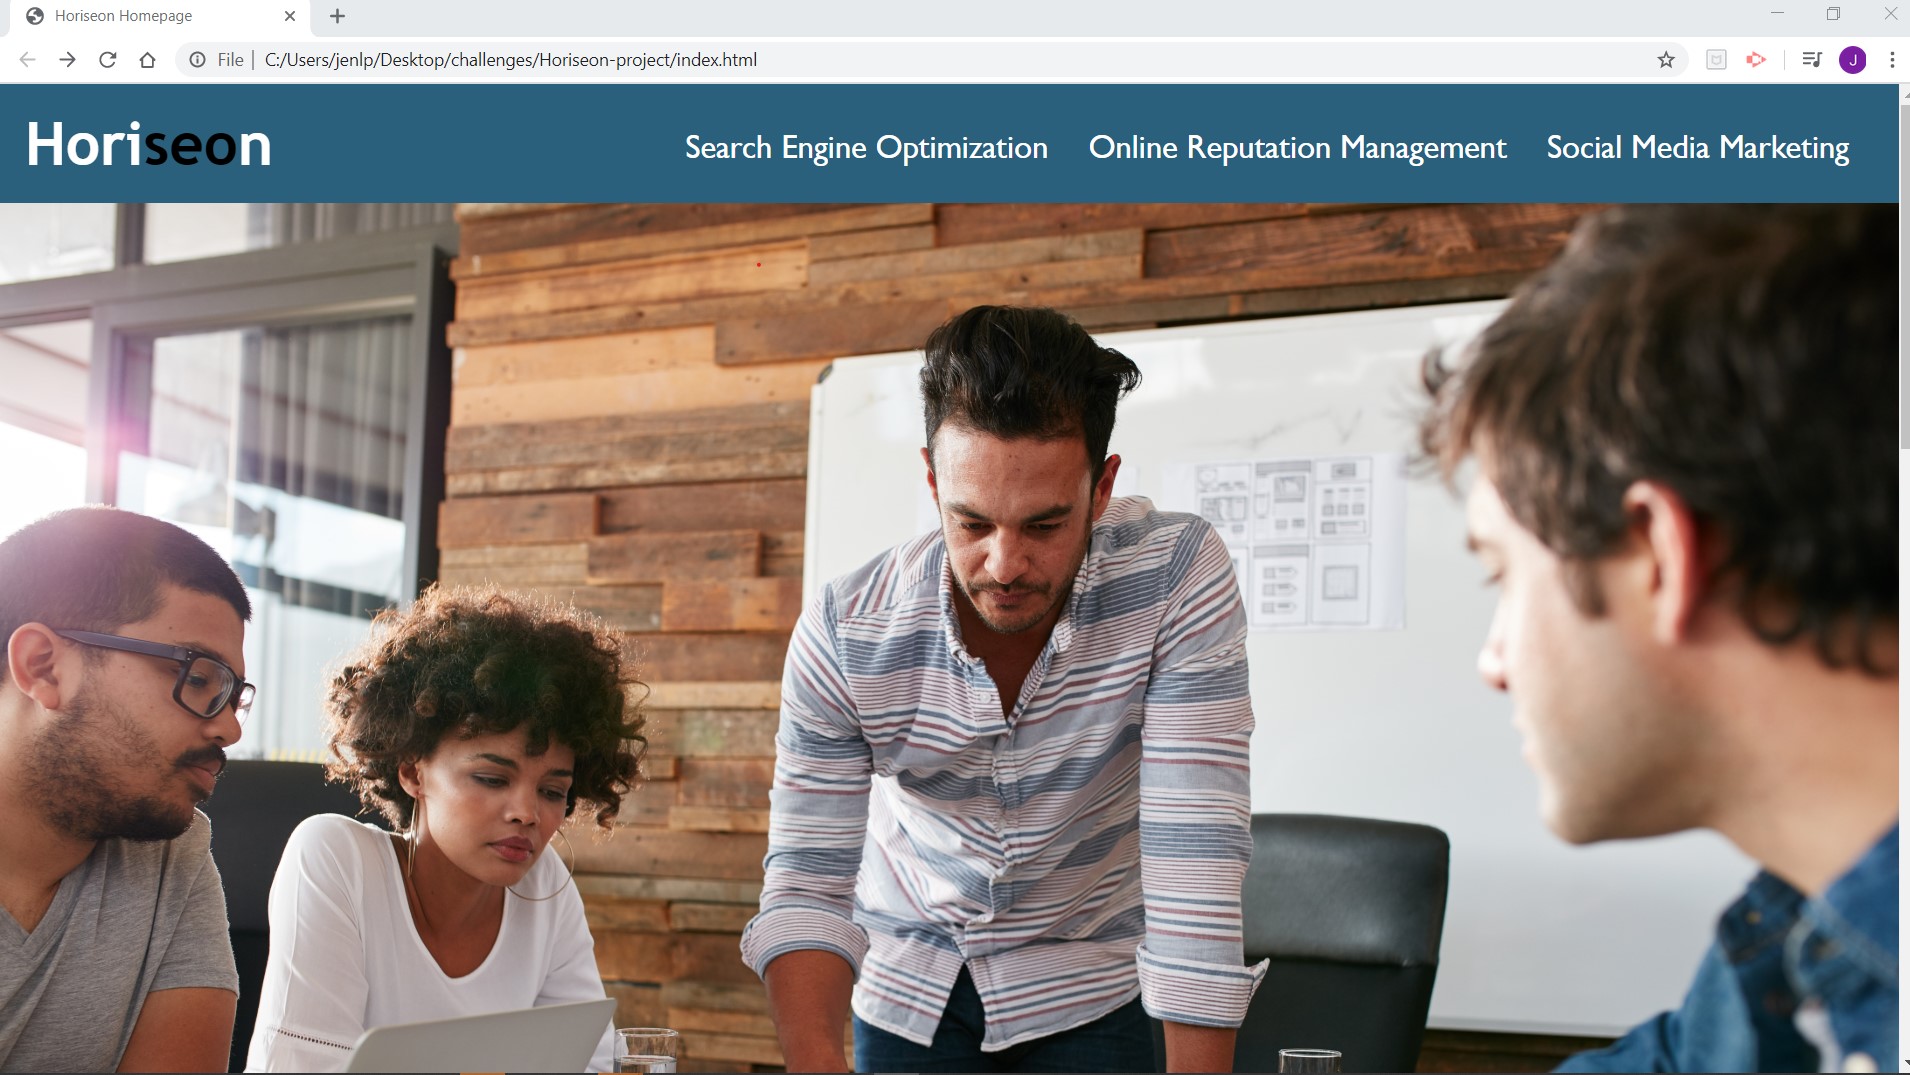 Horiseon Homepage
File | C:/Users/jenlp/Desktop/challenges/Horiseon-project/index.html
J
Horiseon
Search Engine Optimization Online Reputation Management Social Media Marketing